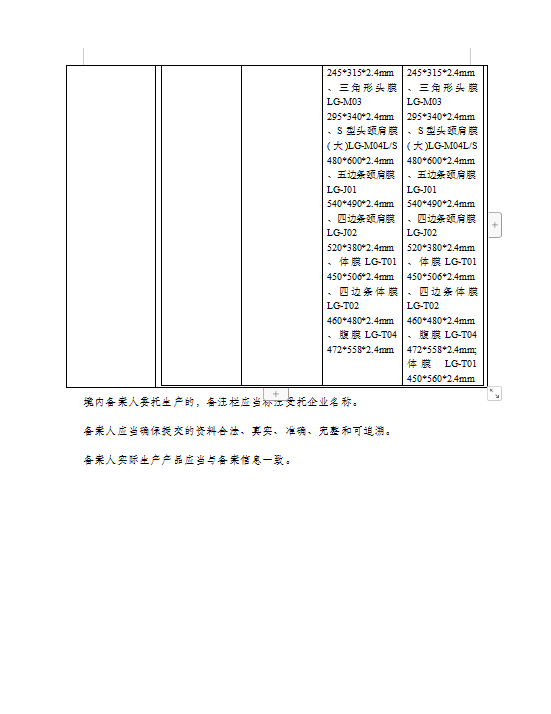 245*315*2.4mm
、三角形头膜
LG-M03
295*340*2.4mm
、S 型头颈肩膜
(大)LG-M04L/S
480*600*2.4mm
、五边条颈肩膜
LG-J01
540*490*2.4mm
、四边条颈肩膜
LG-J02
520*380*2.4mm
、体膜 LG-T01
450*506*2.4mm
、四边条体膜
LG-T02
460*480*2.4mm
、腹膜 LG-T04
472*558*2.4mm
245*315*2.4mm
、三角形头膜
LG-M03
295*340*2.4mm
、S 型头颈肩膜
(大)LG-M04L/S
480*600*2.4mm
、五边条颈肩膜
LG-J01
540*490*2.4mm
、四边条颈肩膜
LG-J02
520*380*2.4mm
、体膜 LG-T01
450*506*2.4mm
、四边条体膜
LG-T02
460*480*2.4mm
、腹膜 LG-T04
472*558*2.4mm;
体膜 LG-T01
450*560*2.4mm
境内备案人委托生产的，备注栏应当标注受托企业名称。
备案人应当确保提交的资料合法、真实、准确、完整和可追溯。
备案人实际生产产品应当与备案信息一致。